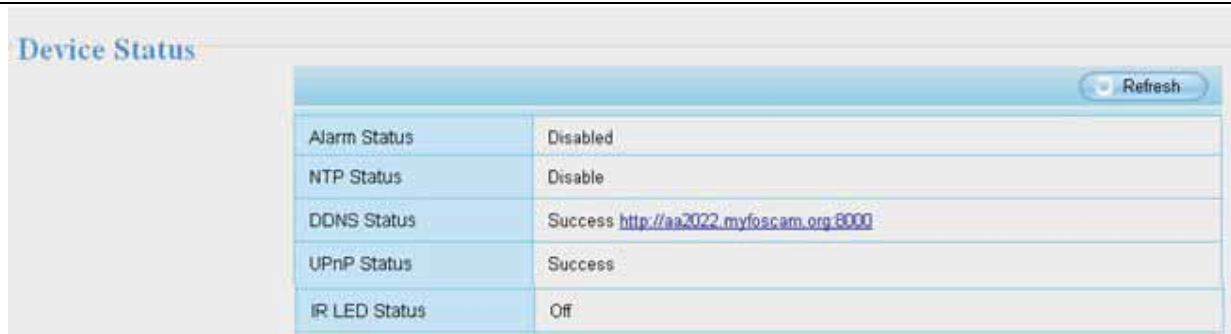 Device Status
Refresh
Alarm Status Disabled
NTP Status Disable
DDNS Status Success http://aa2022.myfoscam.org:8000
UPnP Status Success
IR LED Status Off